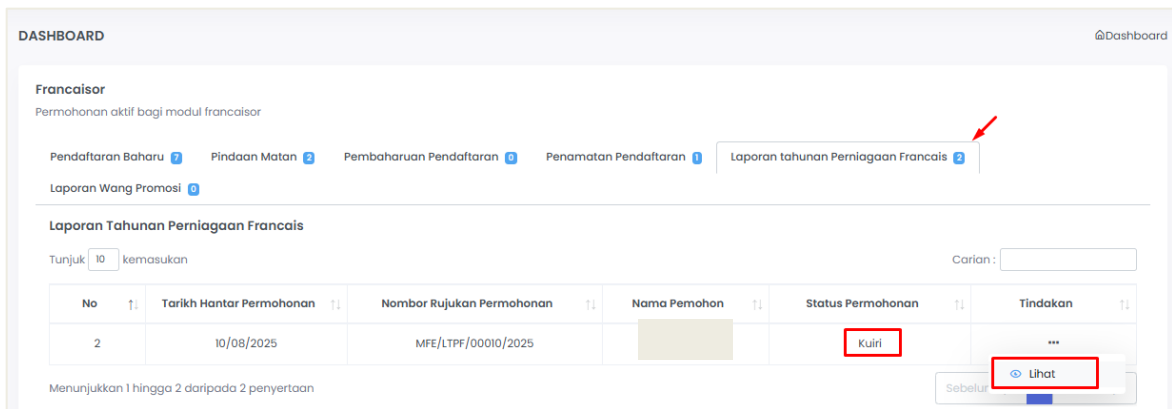 DASHBOARD
Dashboard
Francaisor
Permohonan aktif bagi modul francaisor
Pendaftaran Baharu 7 Pindaan Matan 2 Pembaharuan Pendaftaran 0 Penamatan Pendaftaran 1 Laporan tahunan Perniagaan Francais 2
Laporan Wang Promosi 0
Laporan Tahunan Perniagaan Francais
Tunjuk 10 kemasukan Carian :
No Tarikh Hantar Permohonan Nombor Rujukan Permohonan Nama Pemohon Status Permohonan Tindakan
2 10/08/2025 MFE/LTPF/00010/2025 Kuiri ...
Lihat
Menunjukkan 1 hingga 2 daripada 2 penyertaan